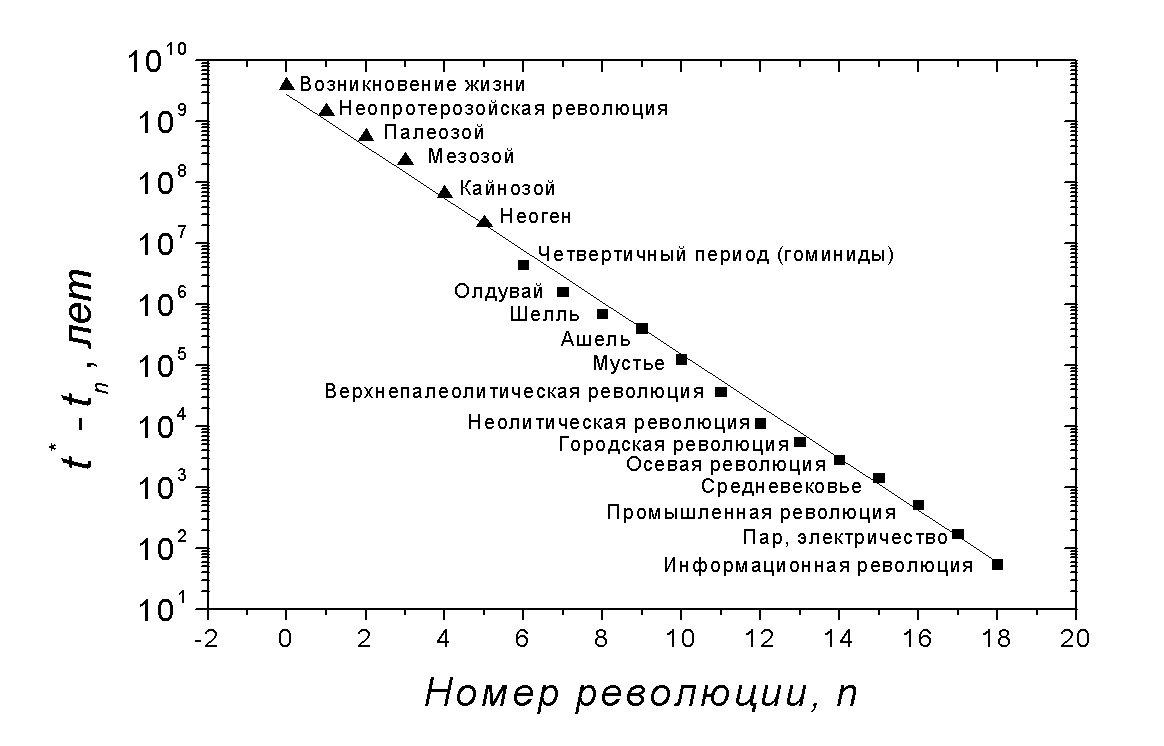 10^10
Возникновение жизни
Неопротерозойская революция
10^9
Палеозой
Мезозой
10^8
Кайнозой
Неоген
10^7
Четвертичный период (гоминиды)
Олдувай
10^6
Шелль
Ашель
10^5
Мустье
Верхнепалеолитическая революция
10^4
Неолитическая революция
Городская революция
Осевая революция
10^3
Средневековье
Промышленная революция
Пар, электричество
10^2
Информационная революция
10^1
t* – t_n , лет
-2 0 2 4 6 8 10 12 14 16 18 20
Номер революции, n